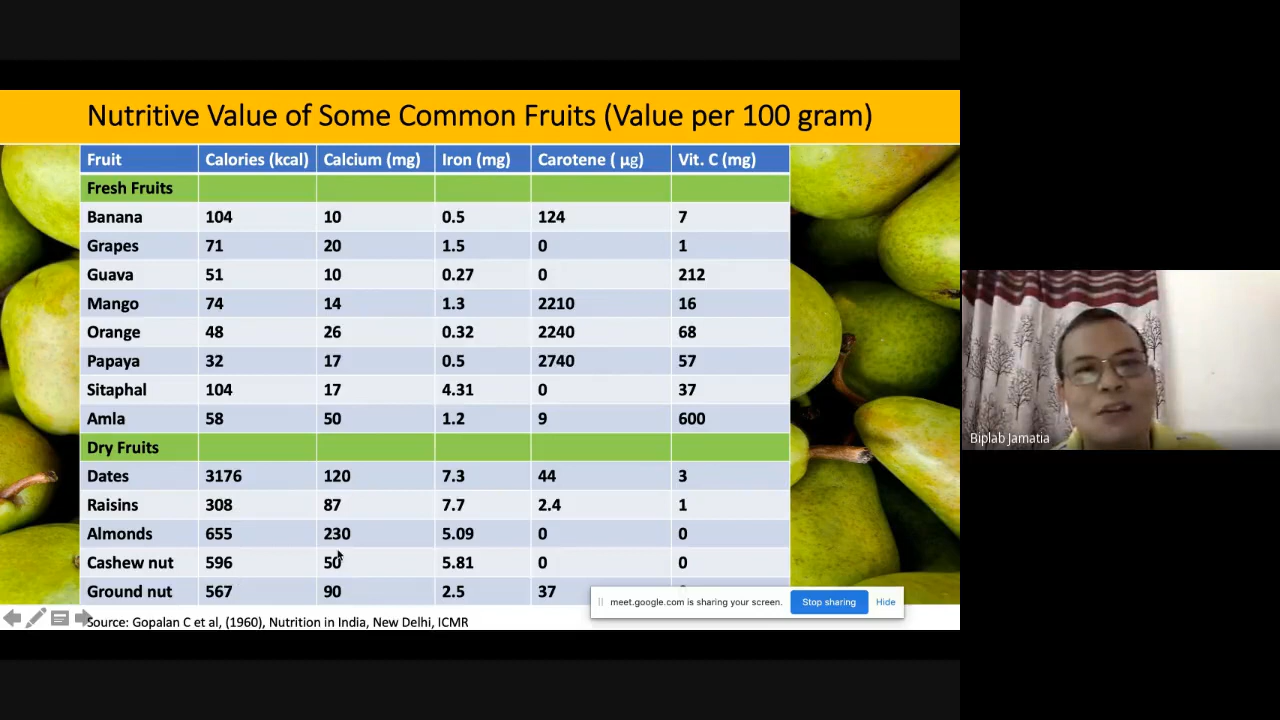 Nutritive Value of Some Common Fruits (Value per 100 gram)
Fruit Calories (kcal) Calcium (mg) Iron (mg) Carotene ( µg) Vit. C (mg)
Fresh Fruits
Banana 104 10 0.5 124 7
Grapes 71 20 1.5 0 1
Guava 51 10 0.27 0 212
Mango 74 14 1.3 2210 16
Orange 48 26 0.32 2240 68
Papaya 32 17 0.5 2740 57
Sitaphal 104 17 4.31 0 37
Amla 58 50 1.2 9 600
Dry Fruits
Dates 3176 120 7.3 44 3
Raisins 308 87 7.7 2.4 1
Almonds 655 230 5.09 0 0
Cashew nut 596 50 5.81 0 0
Ground nut 567 90 2.5 37
meet.google.com is sharing your screen. Stop sharing Hide
Source: Gopalan C et al, (1960), Nutrition in India, New Delhi, ICMR
Biplab Jamatia